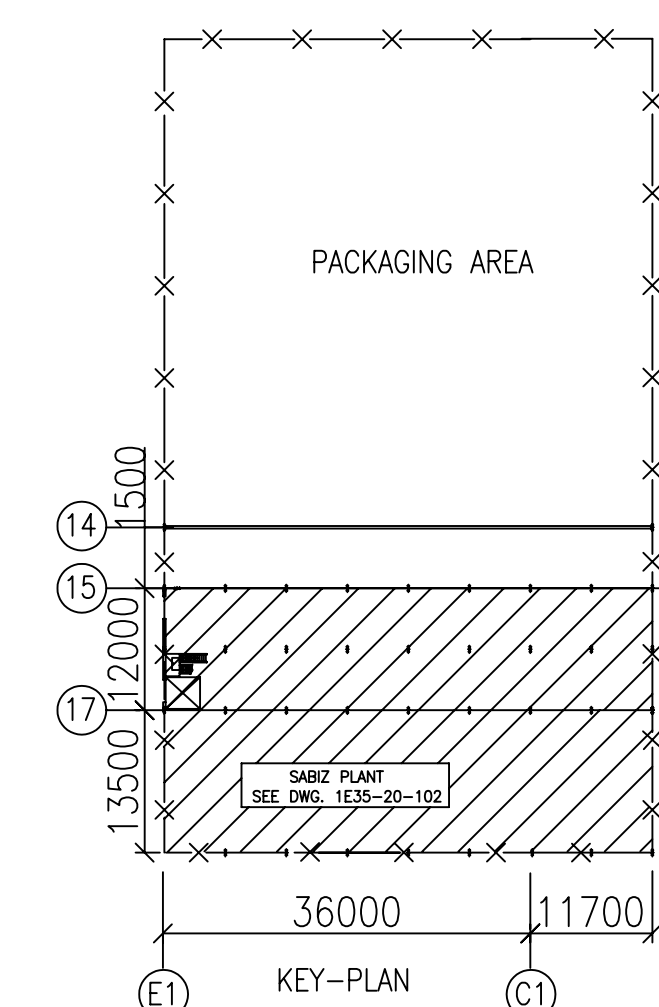 PACKAGING AREA
1500
14
15
12000
17
13500
SABIZ PLANT
SEE DWG. 1E35-20-102
36000
11700
KEY-PLAN
E1
C1